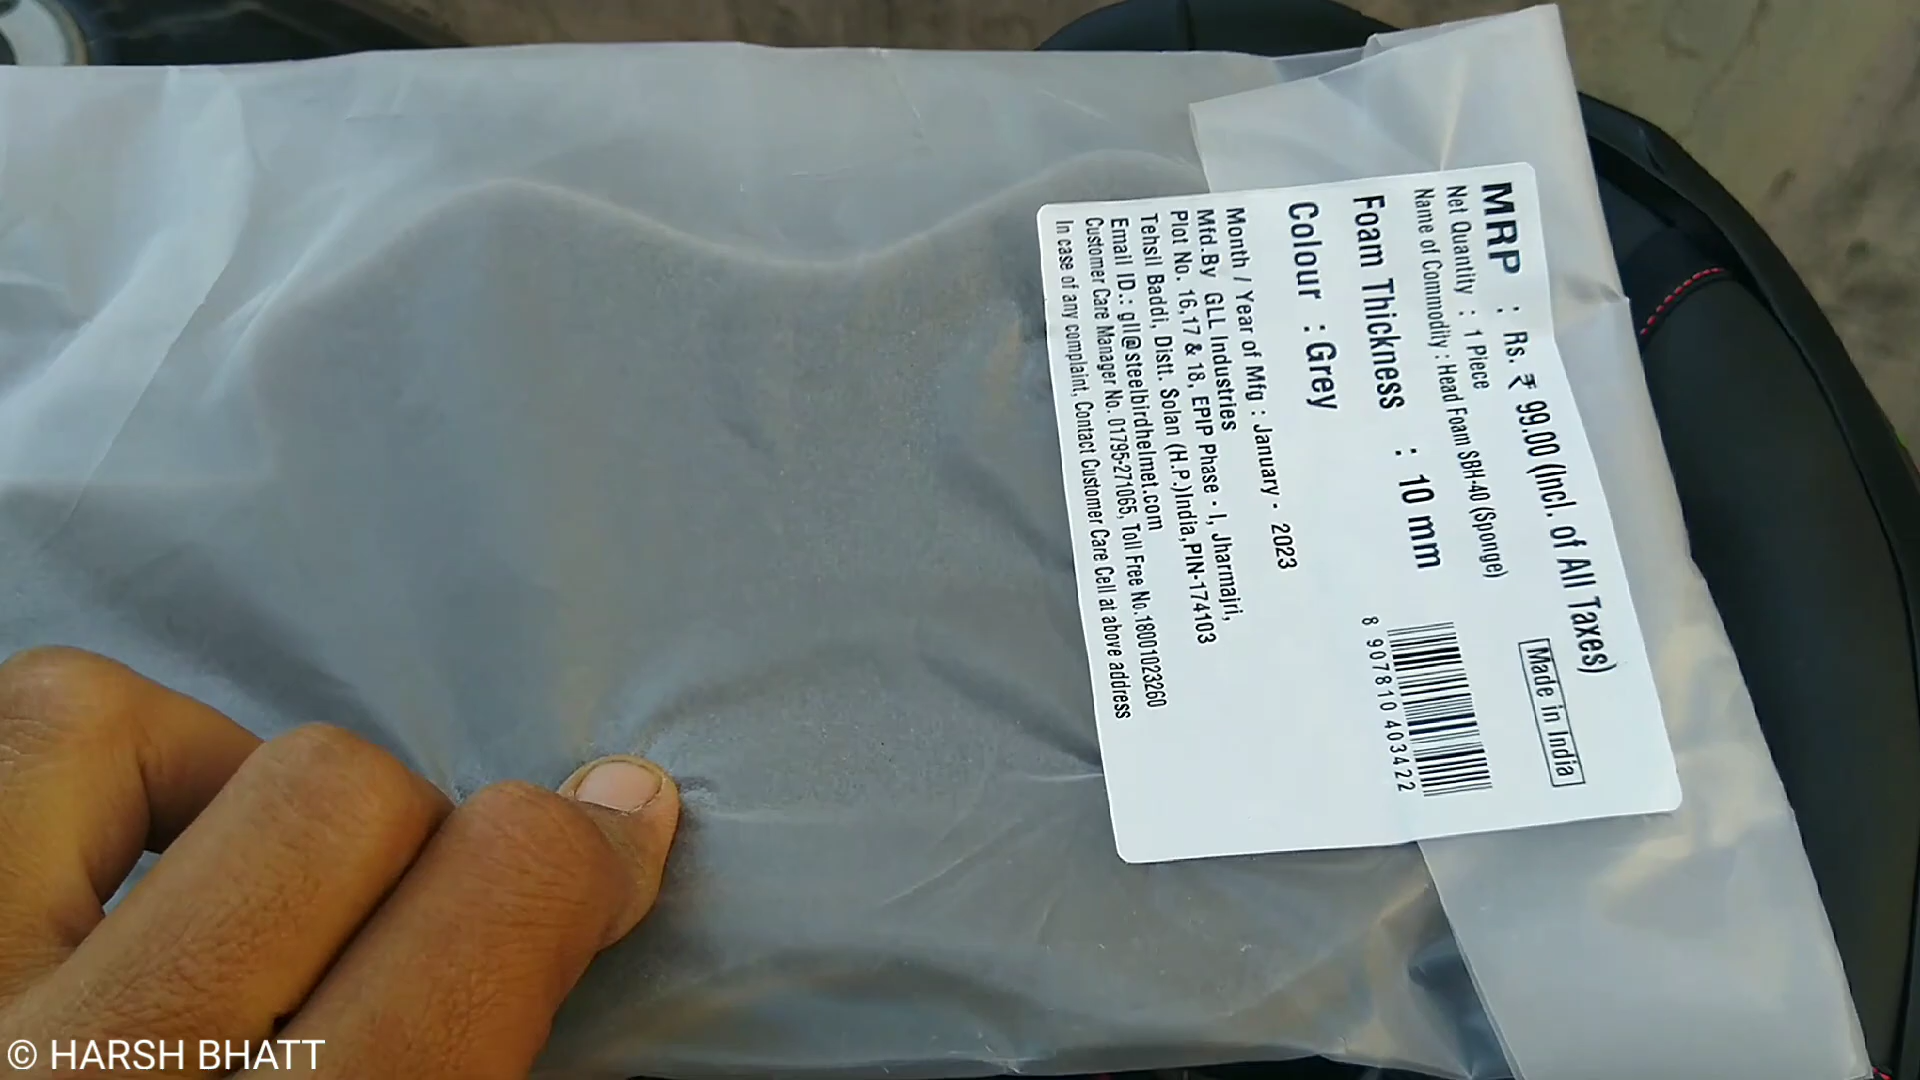 MRP : Rs. ₹ 99.00 (Incl. of All Taxes)
Net Quantity : 1 Piece
Name of Commodity : Head Foam SBH-40 (Sponge)
Made in India
Foam Thickness : 10 mm
Colour : Grey
8 907810 403422
Month / Year of Mfg : January - 2023
Mfd.By GLL Industries
Plot No. 16,17 & 18, EPIP Phase - I, Jharmajri,
Tehsil Baddi, Distt. Solan (H.P.)India,PIN-174103
Email ID.: gll@steelbirdhelmet.com
Customer Care Manager No. 01795-271065, Toll Free No.18001023260
In case of any complaint, Contact Customer Care Cell at above address
© HARSH BHATT